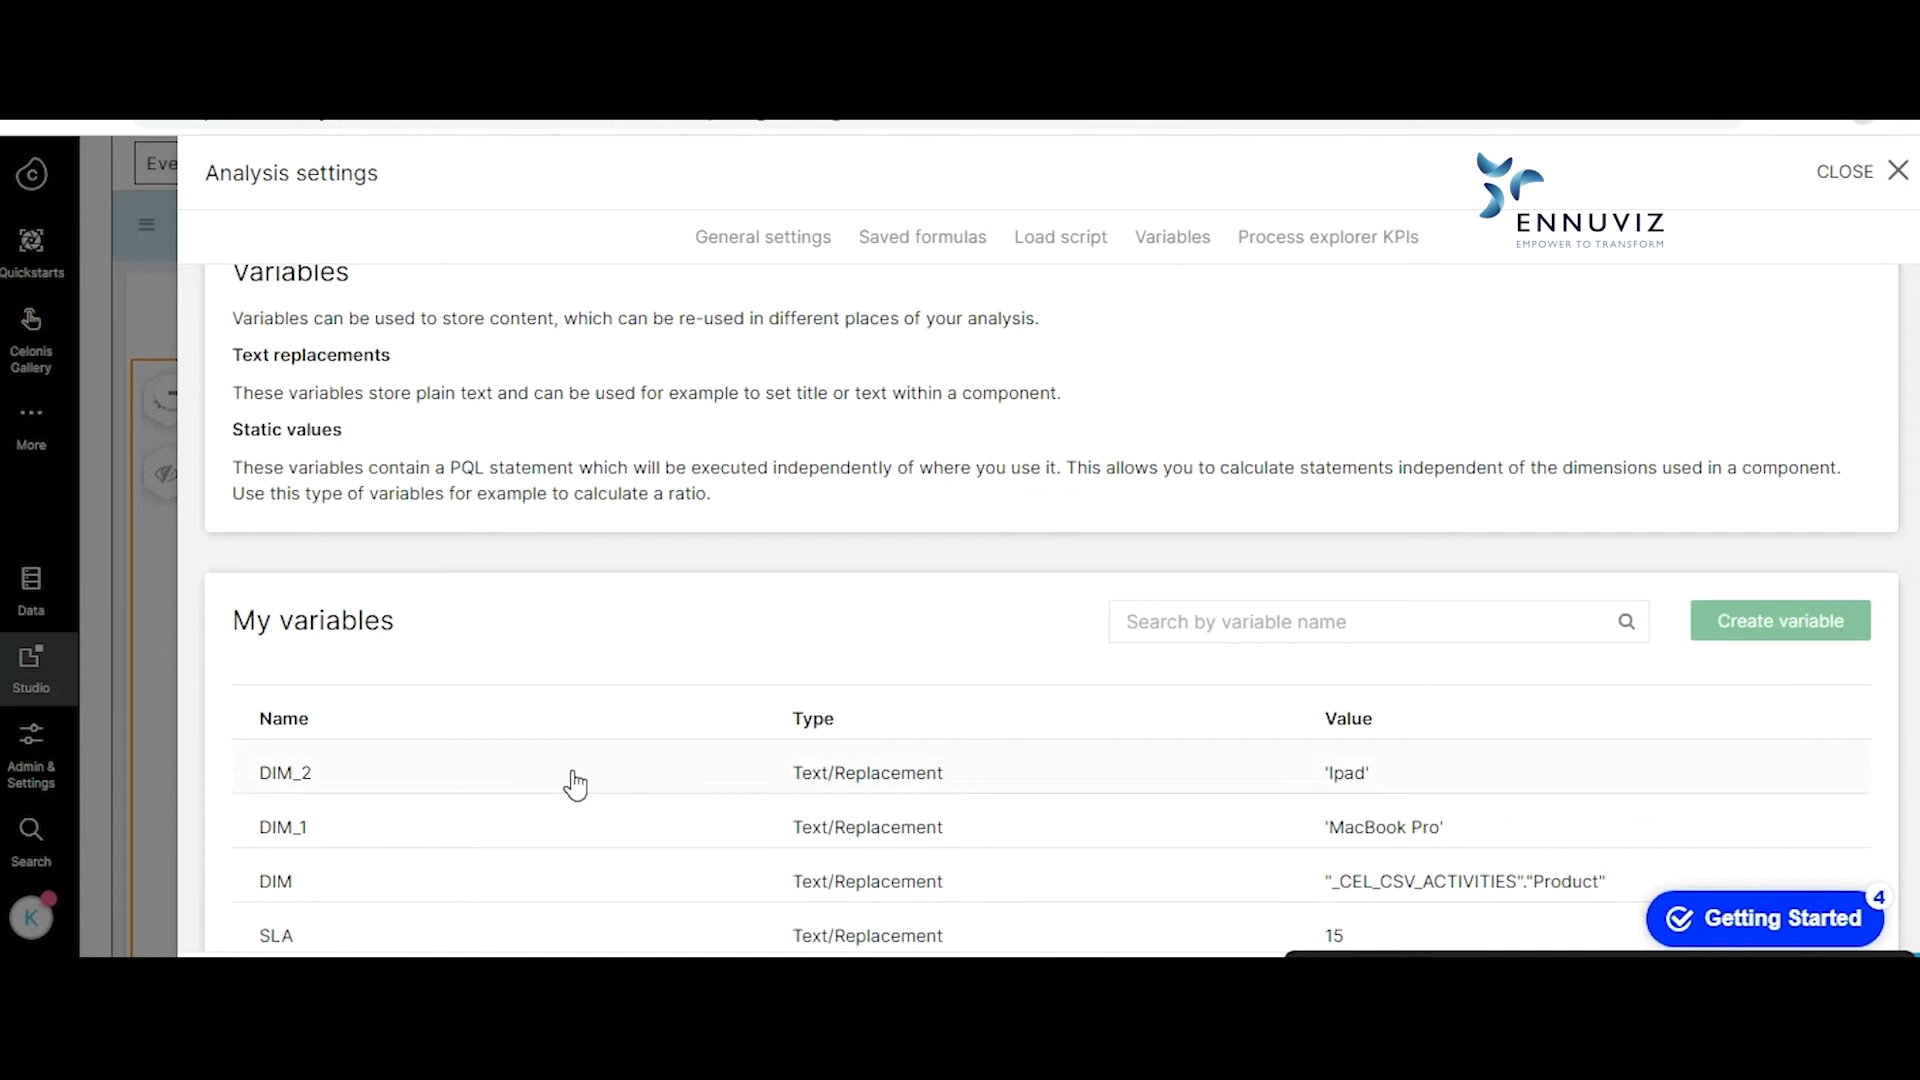 Eve
Analysis settings
CLOSE
ENNUVIZ
EMPOWER TO TRANSFORM
General settings
Saved formulas
Load script
Variables
Process explorer KPIs
Quickstarts
Celonis
Gallery
More
Data
Studio
Admin &
Settings
Search
K
Variables
Variables can be used to store content, which can be re-used in different places of your analysis.
Text replacements
These variables store plain text and can be used for example to set title or text within a component.
Static values
These variables contain a PQL statement which will be executed independently of where you use it. This allows you to calculate statements independent of the dimensions used in a component.
Use this type of variables for example to calculate a ratio.
My variables
Search by variable name
Create variable
Name Type Value
DIM_2 Text/Replacement 'Ipad'
DIM_1 Text/Replacement 'MacBook Pro'
DIM Text/Replacement "_CEL_CSV_ACTIVITIES"."Product"
SLA Text/Replacement 15
Getting Started
4